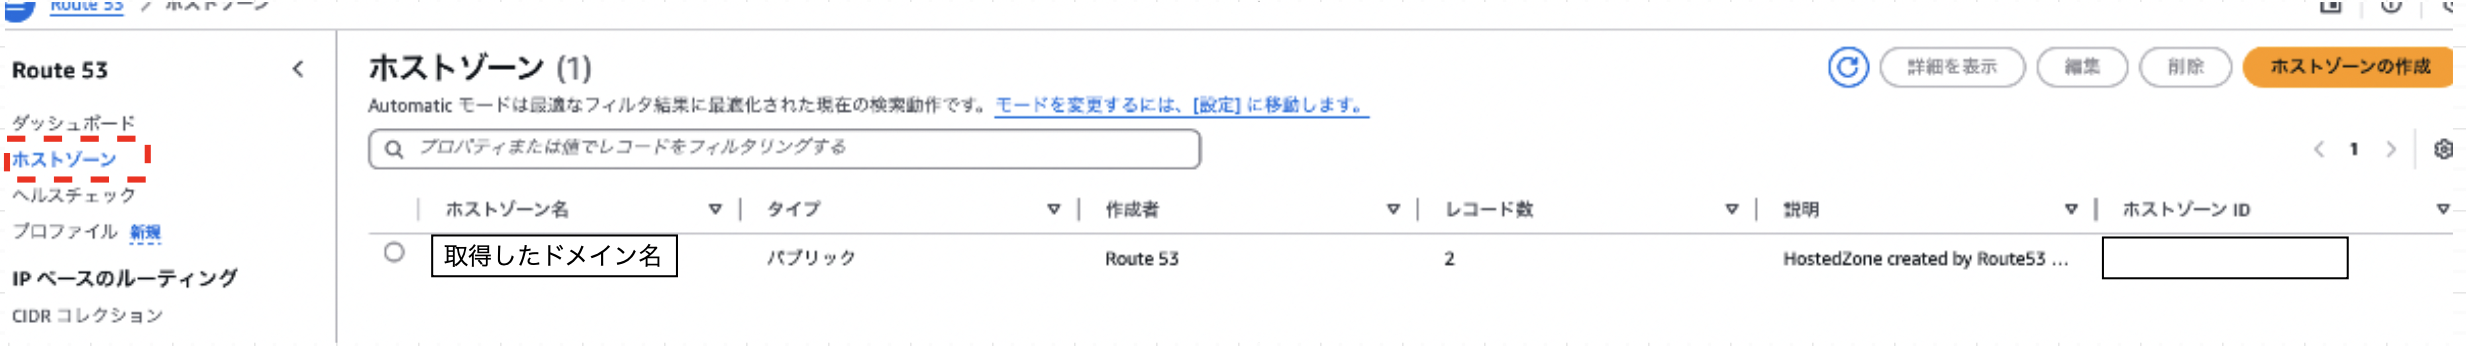 Route 53 / ホストゾーン
Route 53
ダッシュボード
ホストゾーン
ヘルスチェック
プロファイル 新規
IP ベースのルーティング
CIDR コレクション
ホストゾーン (1)
詳細を表示
編集
削除
ホストゾーンの作成
Automatic モードは最適なフィルタ結果に最適化された現在の検索動作です。モードを変更するには、[設定] に移動します。
プロパティまたは値でレコードをフィルタリングする
1
ホストゾーン名 タイプ 作成者 レコード数 説明 ホストゾーン ID
取得したドメイン名 パブリック Route 53 2 HostedZone created by Route53 ...